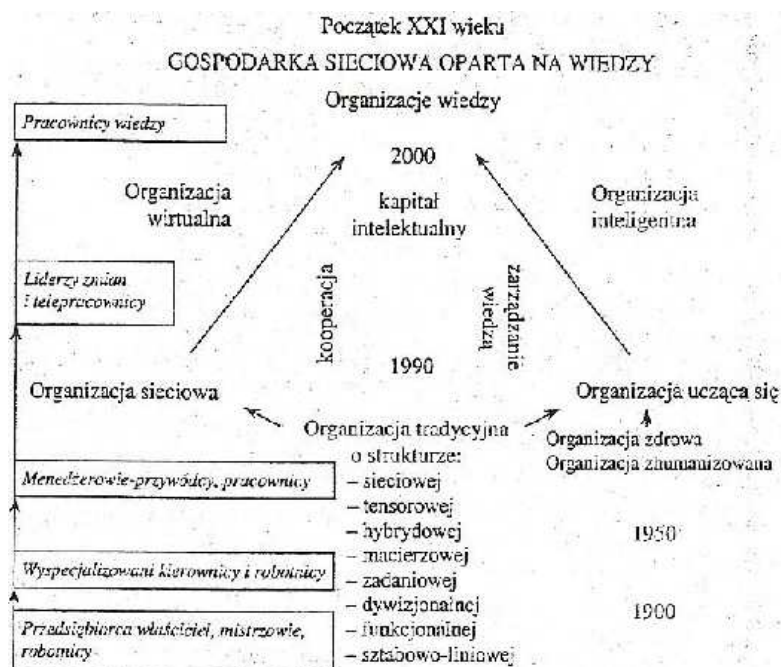 Początek XXI wieku
GOSPODARKA SIECIOWA OPARTA NA WIEDZY
Organizacje wiedzy
Pracownicy wiedzy
2000
Organizacja
wirtualna
kapitał
intelektualny
Organizacja
inteligentna
Liderzy zmian
i telepracownicy
kooperacja
zarządzanie
wiedzą
1990
Organizacja sieciowa
Organizacja ucząca się
Organizacja tradycyjna
o strukturze:
Organizacja zdrowa
Organizacja zhumanizowana
Menedżerowie-przywódcy, pracownicy
– sieciowej
– tensorowej
– hybrydowej
– macierzowej
– zadaniowej
– dywizjonalnej
– funkcjonalnej
– sztabowo-liniowej
1950
Wyspecjalizowani kierownicy i robotnicy
1900
Przedsiębiorca właściciel, mistrzowie,
robotnicy